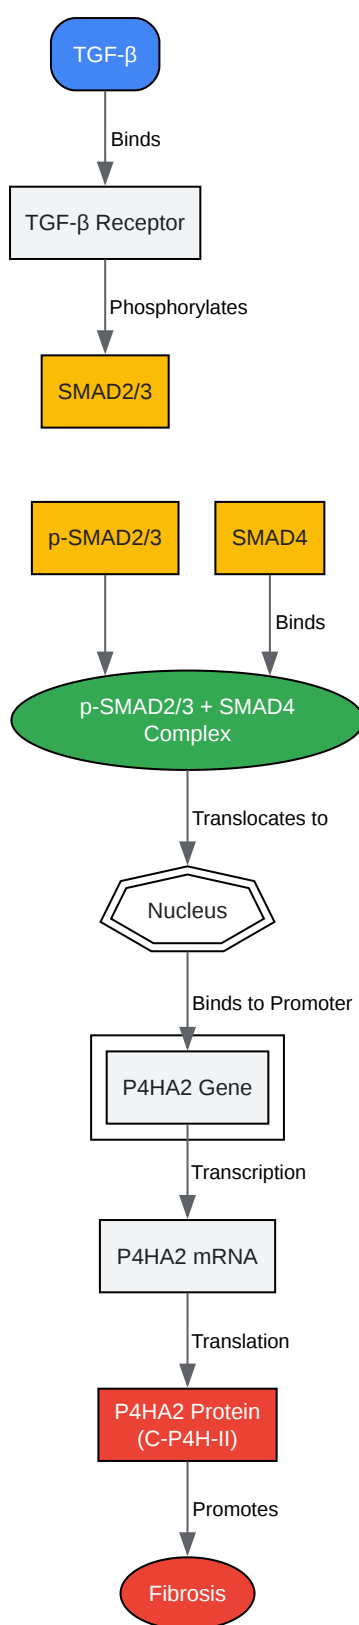 TGF-β
Binds
TGF-β Receptor
Phosphorylates
SMAD2/3
p-SMAD2/3
SMAD4
Binds
p-SMAD2/3 + SMAD4
Complex
Translocates to
Nucleus
Binds to Promoter
P4HA2 Gene
Transcription
P4HA2 mRNA
Translation
P4HA2 Protein
(C-P4H-II)
Promotes
Fibrosis